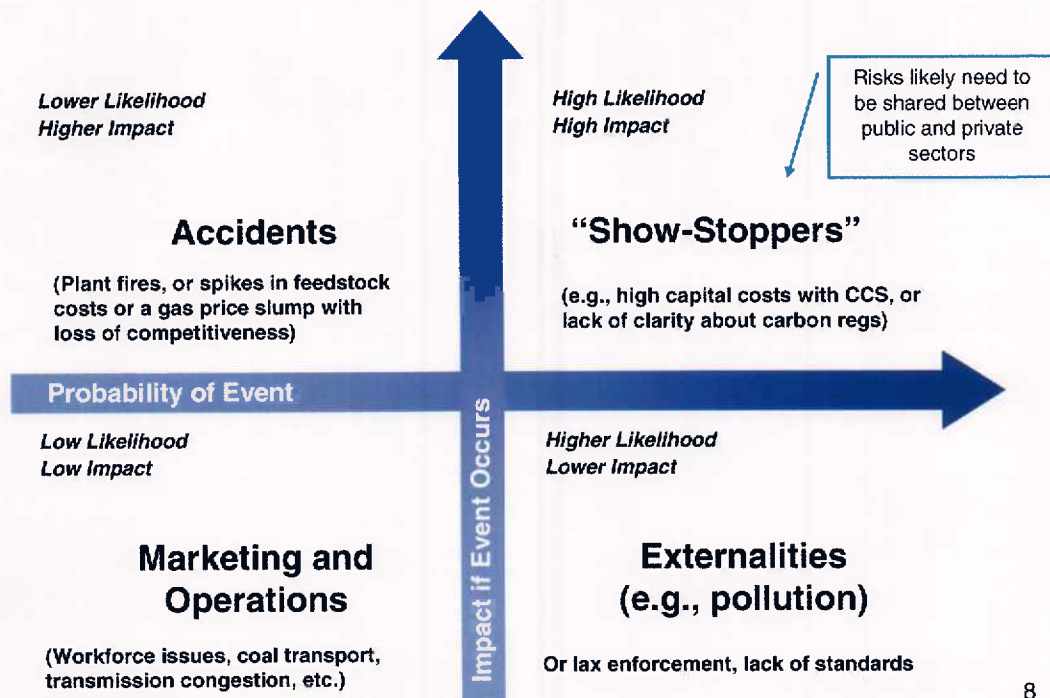 Lower Likelihood
Higher Impact
High Likelihood
High Impact
Risks likely need to
be shared between
public and private
sectors
Accidents
(Plant fires, or spikes in feedstock
costs or a gas price slump with
loss of competitiveness)
“Show-Stoppers”
(e.g., high capital costs with CCS, or
lack of clarity about carbon regs)
Probability of Event
Impact if Event Occurs
Low Likelihood
Low Impact
Higher Likelihood
Lower Impact
Marketing and
Operations
(Workforce issues, coal transport,
transmission congestion, etc.)
Externalities
(e.g., pollution)
Or lax enforcement, lack of standards
8